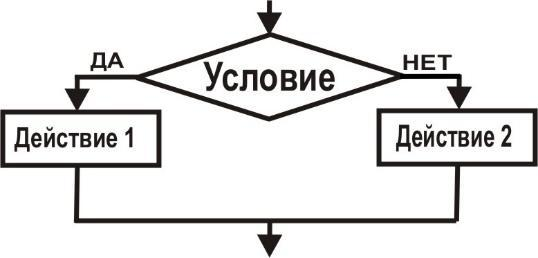 ДА
Условие
НЕТ
Действие 1
Действие 2